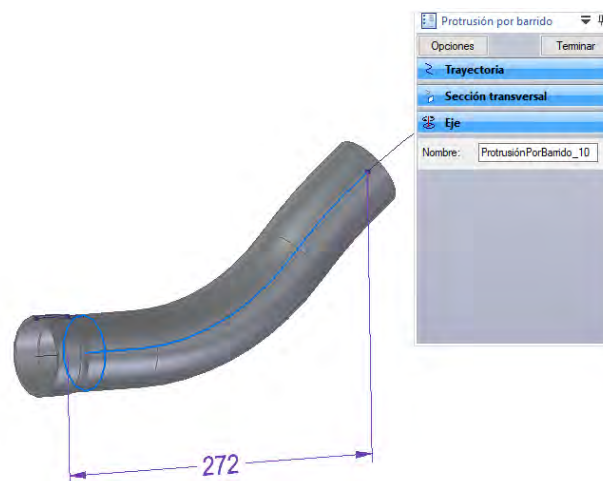 Protrusión por barrido
Opciones
Terminar
Trayectoria
Sección transversal
Eje
Nombre:
ProtrusiónPorBarrido_10
272